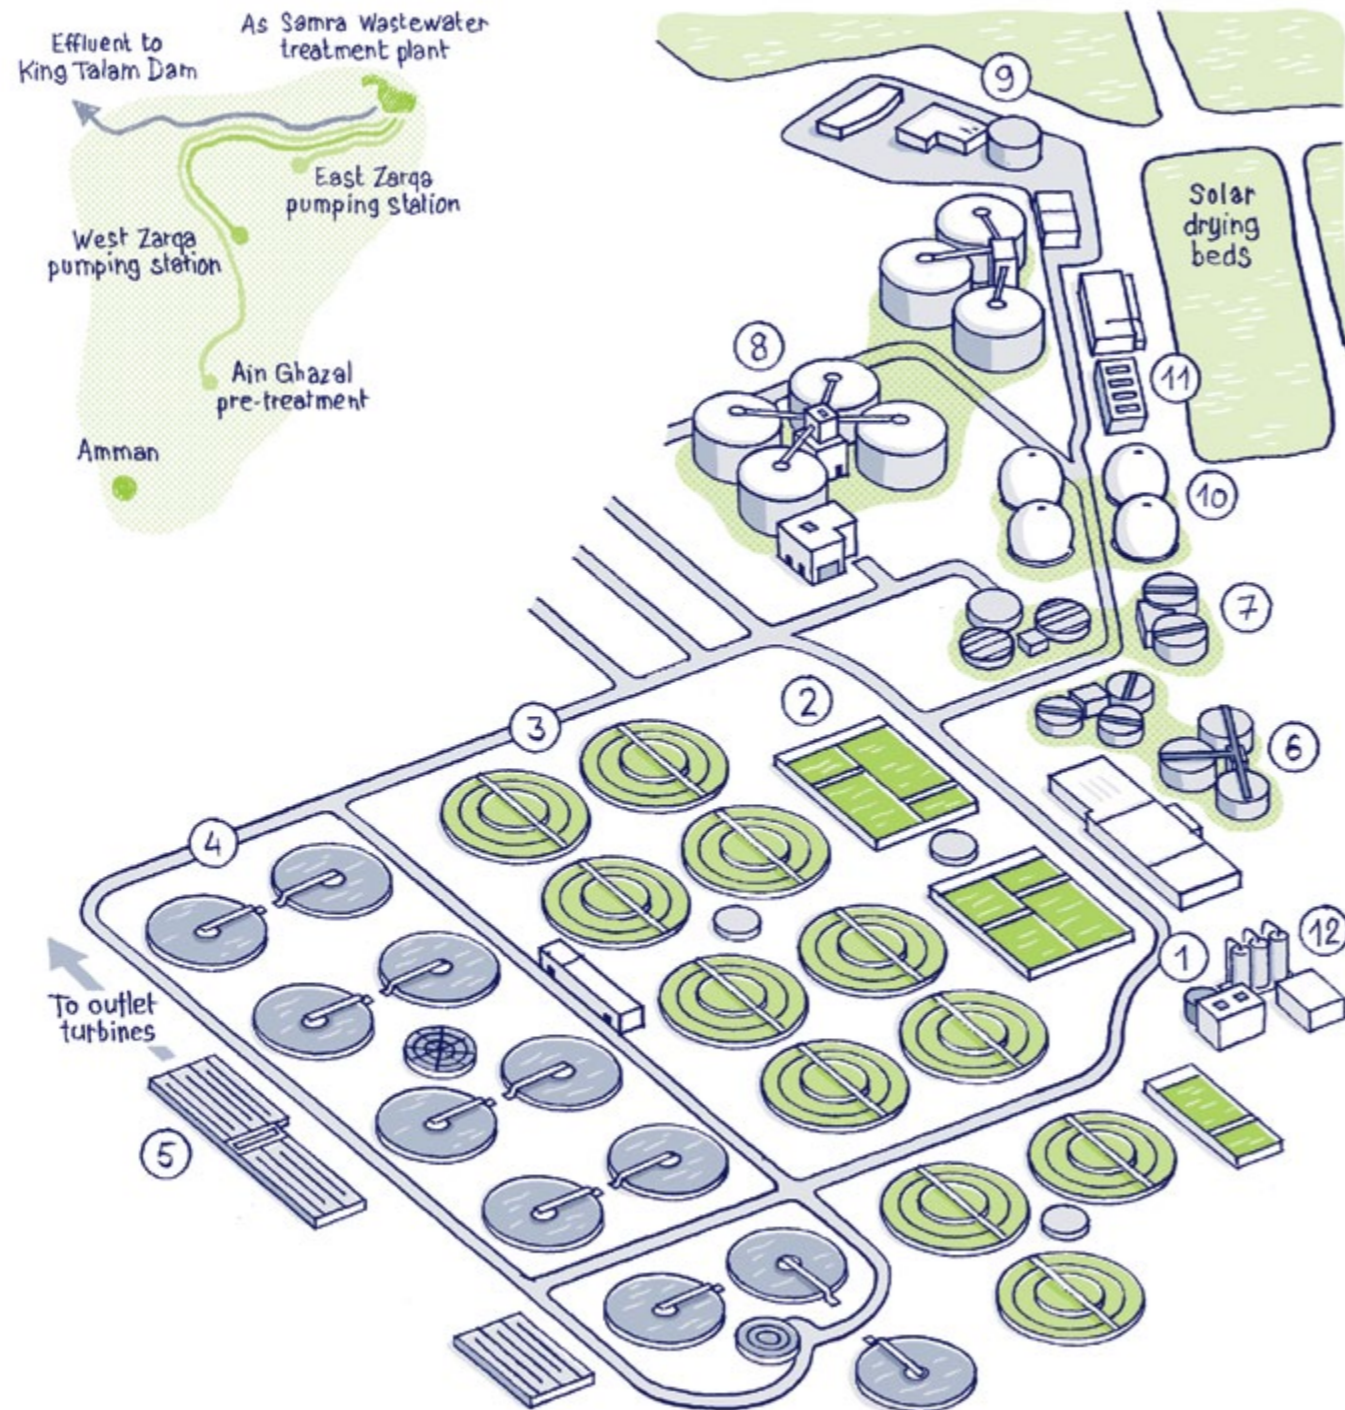 Effluent to
King Talam Dam
As Samra Wastewater
treatment plant
East Zarqa
pumping station
West Zarqa
pumping station
Ain Ghazal
pre-treatment
Amman
9
Solar
drying
beds
8
11
10
7
2
3
6
4
1
12
To outlet
turbines
5